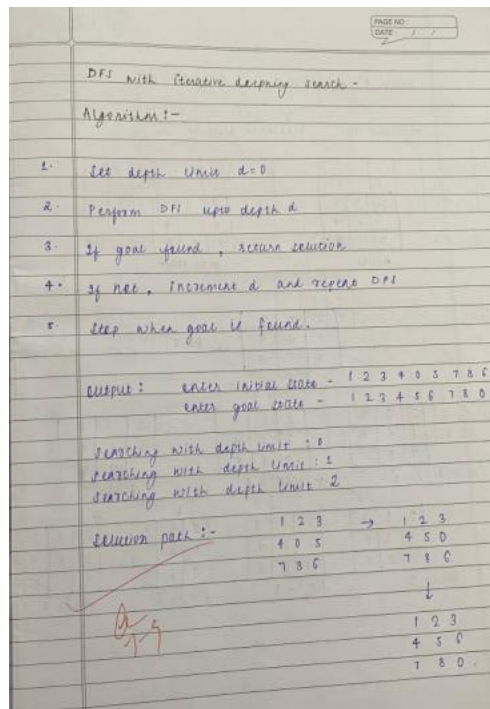 PAGE NO :
DATE : / /
DFS with iterative deepning search -
Algorithm :-
1. Set depth limit d=0
2. Perform DFS upto depth d
3. If goal found, return solution
4. If not, increment d and repeat DFS
5. Stop when goal is found.
output : enter initial state - 1 2 3 4 0 5 7 8 6
enter goal state - 1 2 3 4 5 6 7 8 0
searching with depth limit : 0
searching with depth limit : 1
searching with depth limit : 2
Solution path :- 1 2 3 → 1 2 3
4 0 5 4 5 0
7 8 6 7 8 6
↓
1 2 3
4 5 6
7 8 0.